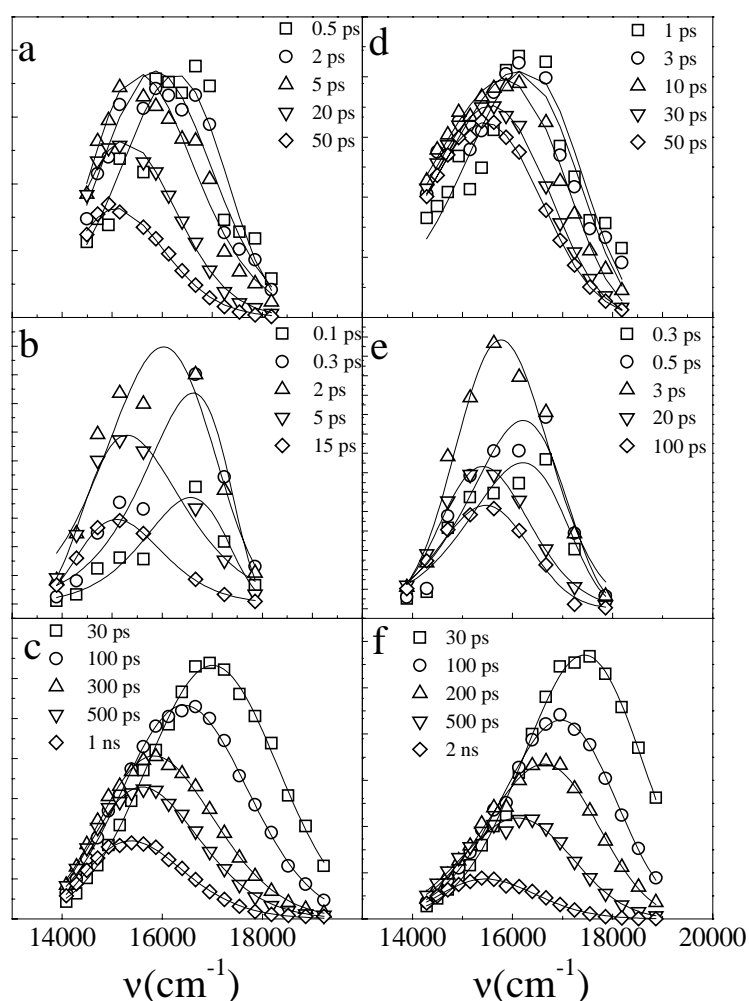 a
0.5 ps
2 ps
5 ps
20 ps
50 ps
d
1 ps
3 ps
10 ps
30 ps
50 ps
b
0.1 ps
0.3 ps
2 ps
5 ps
15 ps
e
0.3 ps
0.5 ps
3 ps
20 ps
100 ps
c
30 ps
100 ps
300 ps
500 ps
1 ns
f
30 ps
100 ps
200 ps
500 ps
2 ns
14000 16000 18000
14000 16000 18000 20000
ν(cm⁻¹)
ν(cm⁻¹)